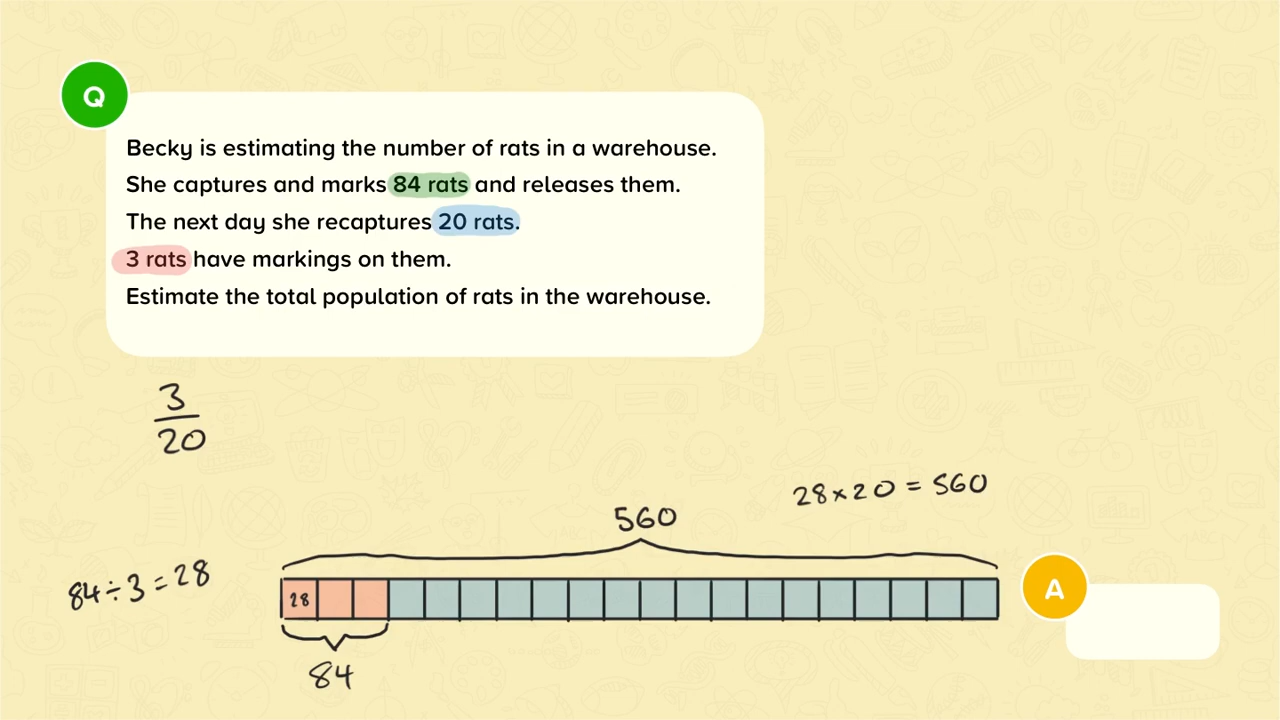 Q
Becky is estimating the number of rats in a warehouse.
She captures and marks 84 rats and releases them.
The next day she recaptures 20 rats.
3 rats have markings on them.
Estimate the total population of rats in the warehouse.
3
20
28 × 20 = 560
560
84 ÷ 3 = 28
28
A
84